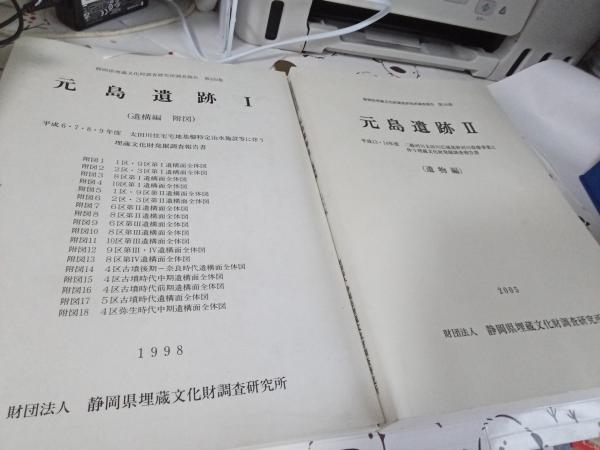 元島遺跡 I
（遺構編 附図）
平成6・7・8・9年度 太田川住宅宅地基盤特定治水施設等に伴う
埋蔵文化財発掘調査報告書
附図1 1区・9区第Ⅰ遺構面全体図
附図2 2区・3区第Ⅰ遺構面全体図
附図3 8区第Ⅰ遺構面全体図
附図4 10区第Ⅰ遺構面全体図
附図5 1区・9区第Ⅱ遺構面全体図
附図6 2区・3区第Ⅱ遺構面全体図
附図7 6区第Ⅱ遺構面全体図
附図8 8区第Ⅱ遺構面全体図
附図9 6区第Ⅲ遺構面全体図
附図10 8区第Ⅲ遺構面全体図
附図11 10区第Ⅲ遺構面全体図
附図12 9区第Ⅲ・Ⅳ遺構面全体図
附図13 8区第Ⅳ遺構面全体図
附図14 4区古墳後期－奈良時代遺構面全体図
附図15 4区古墳時代中期遺構面全体図
附図16 4区古墳時代前期遺構面全体図
附図17 5区古墳時代遺構面全体図
附図18 4区弥生時代中期遺構面全体図
1998
財団法人 静岡県埋蔵文化財調査研究所
元島遺跡 II
埋蔵文化財発掘調査報告書
（遺物編）
2005
財団法人 静岡県埋蔵文化財調査研究所